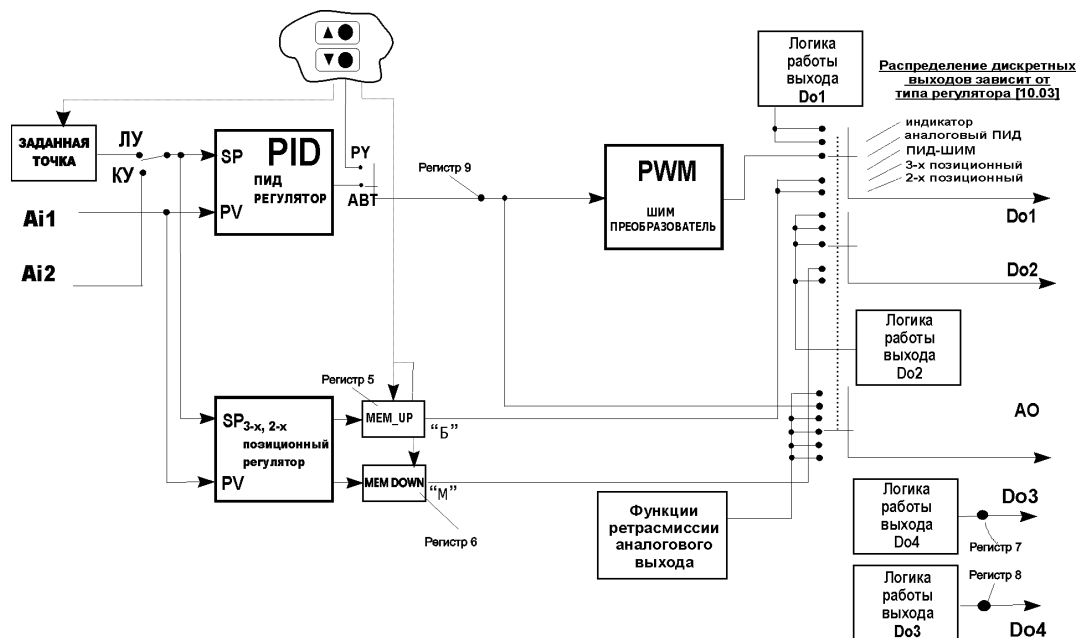 Логика
работы
выхода
Do1
Распределение дискретных
выходов зависит от
типа регулятора [10.03]
индикатор
аналоговый ПИД
ПИД-ШИМ
3-х позиционный
2-х позиционный
ЗАДАННАЯ
ТОЧКА
ЛУ
КУ
SP
PID
ПИД
РЕГУЛЯТОР
PV
РУ
АВТ
Регистр 9
PWM
ШИМ
ПРЕОБРАЗОВАТЕЛЬ
Ai1
Ai2
Do1
Do2
Логика
работы
выхода
Do2
Регистр 5
MEM_UP
“Б”
SP
3-х, 2-х
позиционный
регулятор
PV
MEM DOWN
“М”
Регистр 6
АО
Функции
ретрасмиссии
аналогового
выхода
Логика
работы
выхода
Do4
Do3
Регистр 7
Логика
работы
выхода
Do3
Регистр 8
Do4